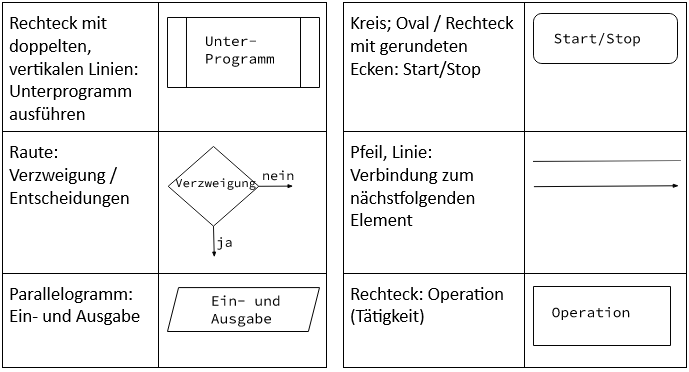 Rechteck mit
doppelten,
vertikalen Linien:
Unterprogramm
ausführen
Unter-
Programm
Kreis; Oval / Rechteck
mit gerundeten
Ecken: Start/Stop
Start/Stop
Raute:
Verzweigung /
Entscheidungen
Verzweigung
nein
ja
Pfeil, Linie:
Verbindung zum
nächstfolgenden
Element
Parallelogramm:
Ein- und Ausgabe
Ein- und
Ausgabe
Rechteck: Operation
(Tätigkeit)
Operation